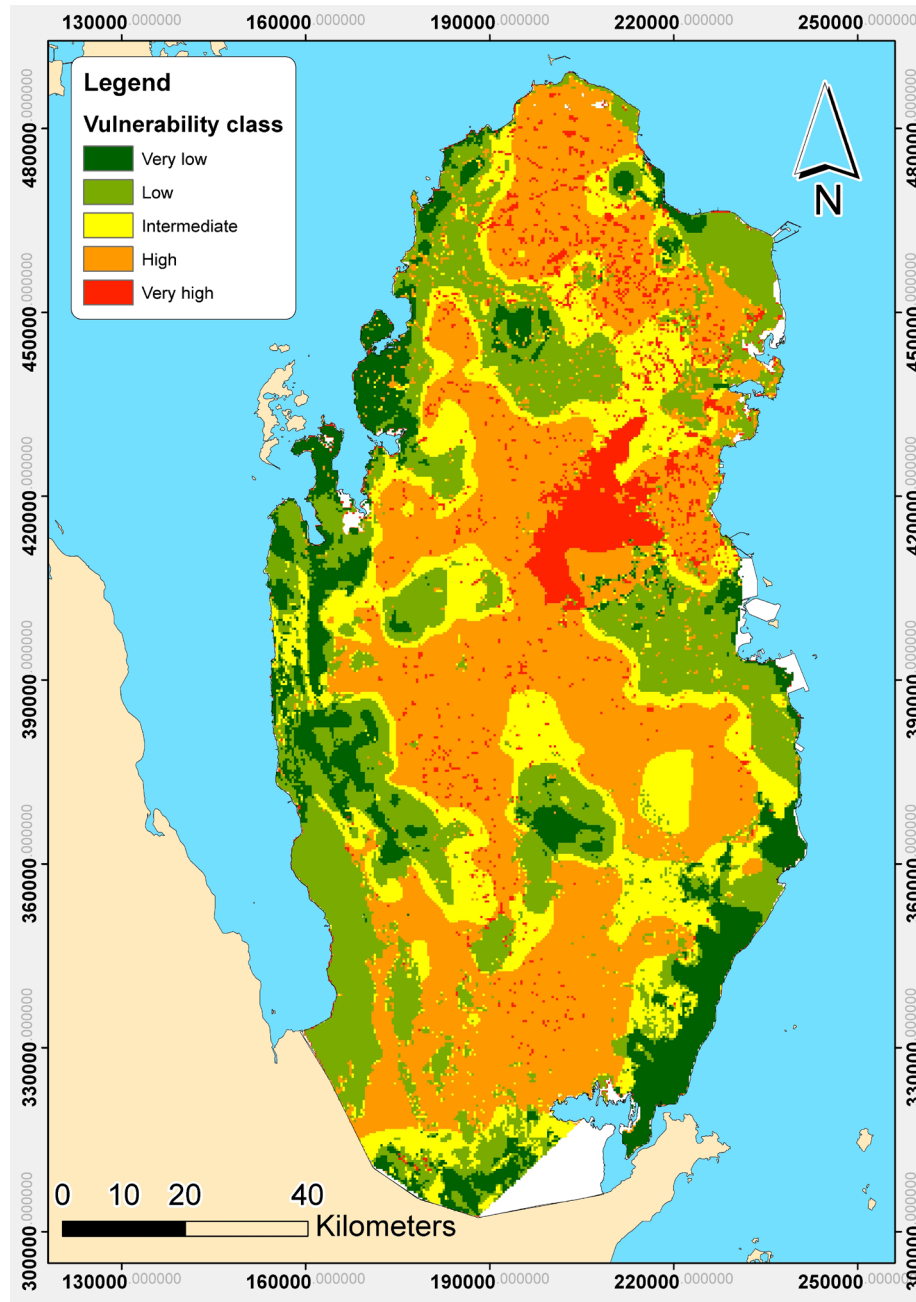 130000.000000 160000.000000 190000.000000 220000.000000 250000.000000
Legend
Vulnerability class
Very low
Low
Intermediate
High
Very high
N
480000.000000 480000.000000
450000.000000 450000.000000
420000.000000 420000.000000
390000.000000 390000.000000
360000.000000 360000.000000
330000.000000 330000.000000
300000.000000 300000.000000
0 10 20 40
Kilometers
130000.000000 160000.000000 190000.000000 220000.000000 250000.000000